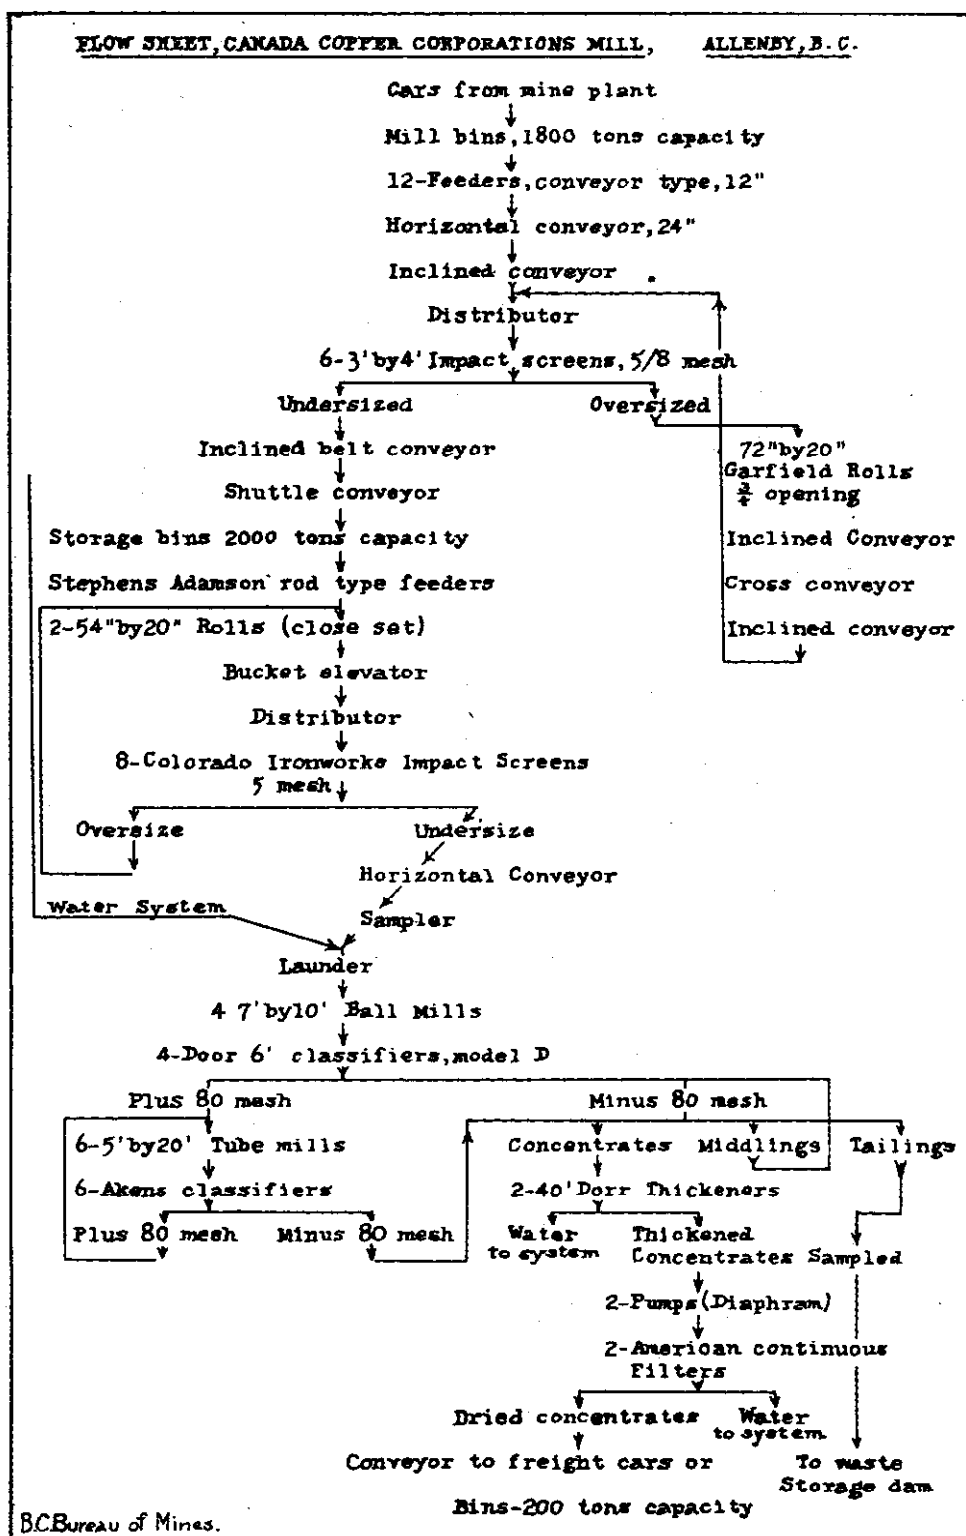 FLOW SHEET, CANADA COPPER CORPORATIONS MILL, ALLENBY, B.C.
Cars from mine plant
Mill bins, 1800 tons capacity
12-Feeders, conveyor type, 12"
Horizontal conveyor, 24"
Inclined conveyor
Distributor
6-3'by4' Impact screens, 5/8 mesh
Undersized
Oversized
Inclined belt conveyor
72"by20"
Garfield Rolls
3/4 opening
Shuttle conveyor
Storage bins 2000 tons capacity
Inclined Conveyor
Stephens Adamson rod type feeders
Cross conveyor
2-54"by20" Rolls (close set)
Inclined conveyor
Bucket elevator
Distributor
8-Colorado Ironworks Impact Screens
5 mesh
Oversize
Undersize
Horizontal Conveyor
Water System
Sampler
Launder
4 7'by10' Ball Mills
4-Door 6' classifiers, model D
Plus 80 mesh
Minus 80 mesh
6-5'by20' Tube mills
Concentrates
Middlings
Tailings
6-Akens classifiers
2-40' Dorr Thickeners
Plus 80 mesh
Minus 80 mesh
Water
to system
Thickened
Concentrates
Sampled
2-Pumps (Diaphram)
2-American continuous
Filters
Dried concentrates
Water
to system
Conveyor to freight cars or
Bins-200 tons capacity
To waste
Storage dam
B.C. Bureau of Mines.